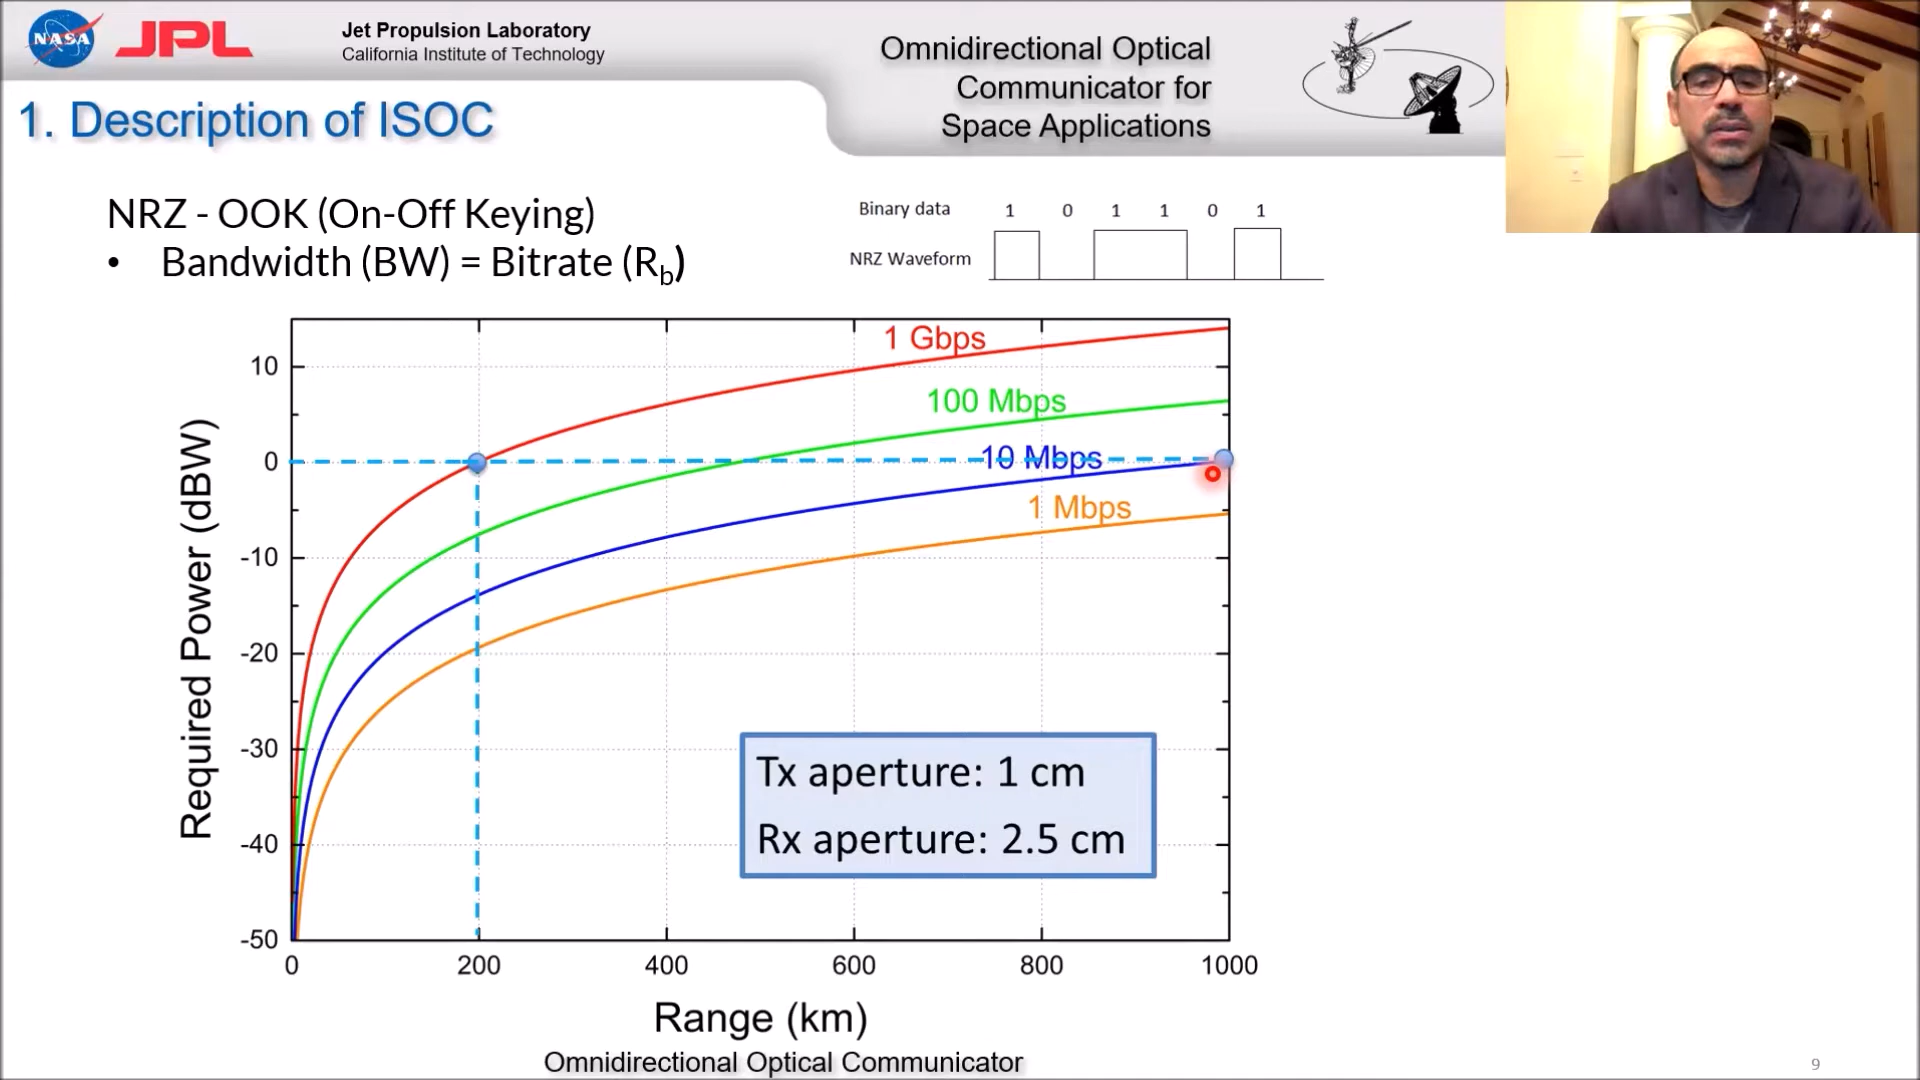 NASA
JPL
Jet Propulsion Laboratory
California Institute of Technology
Omnidirectional Optical
Communicator for
Space Applications
1. Description of ISOC
NRZ - OOK (On-Off Keying)
• Bandwidth (BW) = Bitrate (Rb)
Binary data 1 0 1 1 0 1
NRZ Waveform
1 Gbps
100 Mbps
10 Mbps
1 Mbps
Required Power (dBW)
10
0
-10
-20
-30
-40
-50
Tx aperture: 1 cm
Rx aperture: 2.5 cm
0 200 400 600 800 1000
Range (km)
Omnidirectional Optical Communicator
9